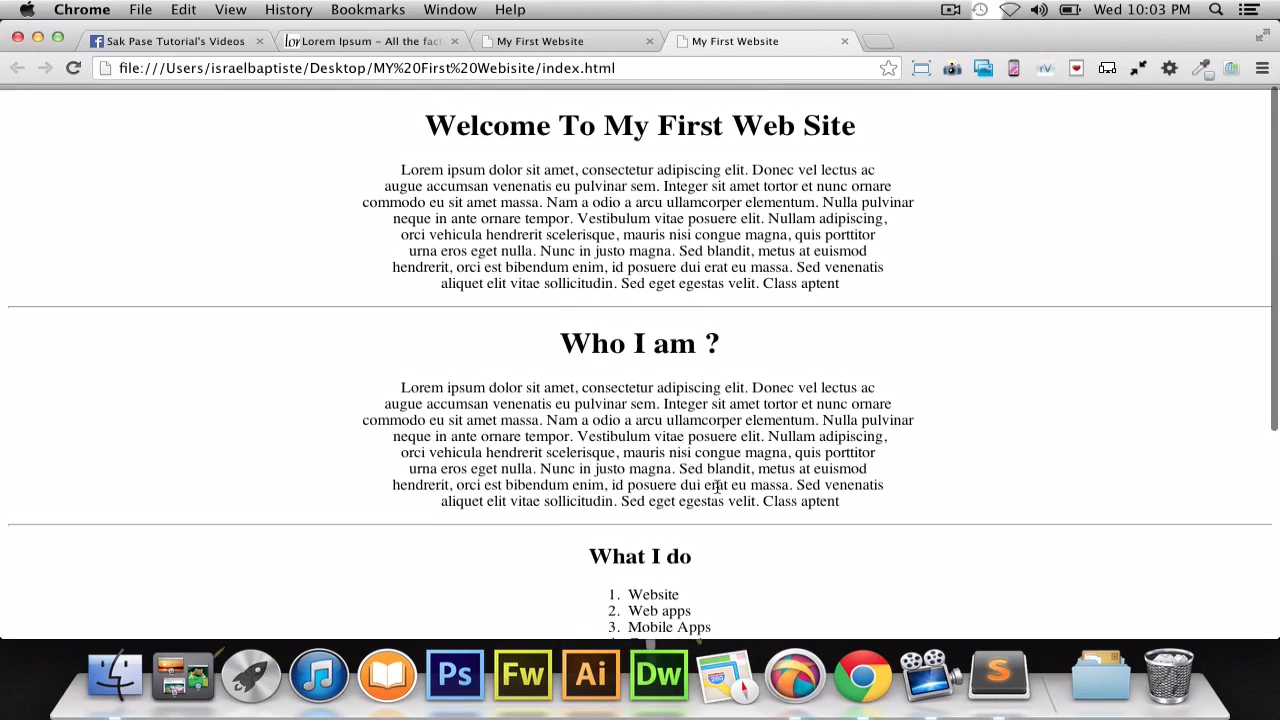 Chrome File Edit View History Bookmarks Window Help Wed 10:03 PM
Sak Pase Tutorial's Videos Lorem Ipsum – All the fac My First Website My First Website
file:///Users/israelbaptiste/Desktop/MY%20First%20Webisite/index.html
Welcome To My First Web Site
Lorem ipsum dolor sit amet, consectetur adipiscing elit. Donec vel lectus ac
augue accumsan venenatis eu pulvinar sem. Integer sit amet tortor et nunc ornare
commodo eu sit amet massa. Nam a odio a arcu ullamcorper elementum. Nulla pulvinar
neque in ante ornare tempor. Vestibulum vitae posuere elit. Nullam adipiscing,
orci vehicula hendrerit scelerisque, mauris nisi congue magna, quis porttitor
urna eros eget nulla. Nunc in justo magna. Sed blandit, metus at euismod
hendrerit, orci est bibendum enim, id posuere dui erat eu massa. Sed venenatis
aliquet elit vitae sollicitudin. Sed eget egestas velit. Class aptent
Who I am ?
Lorem ipsum dolor sit amet, consectetur adipiscing elit. Donec vel lectus ac
augue accumsan venenatis eu pulvinar sem. Integer sit amet tortor et nunc ornare
commodo eu sit amet massa. Nam a odio a arcu ullamcorper elementum. Nulla pulvinar
neque in ante ornare tempor. Vestibulum vitae posuere elit. Nullam adipiscing,
orci vehicula hendrerit scelerisque, mauris nisi congue magna, quis porttitor
urna eros eget nulla. Nunc in justo magna. Sed blandit, metus at euismod
hendrerit, orci est bibendum enim, id posuere dui erat eu massa. Sed venenatis
aliquet elit vitae sollicitudin. Sed eget egestas velit. Class aptent
What I do
1. Website
2. Web apps
3. Mobile Apps
Ps Fw Ai Dw S